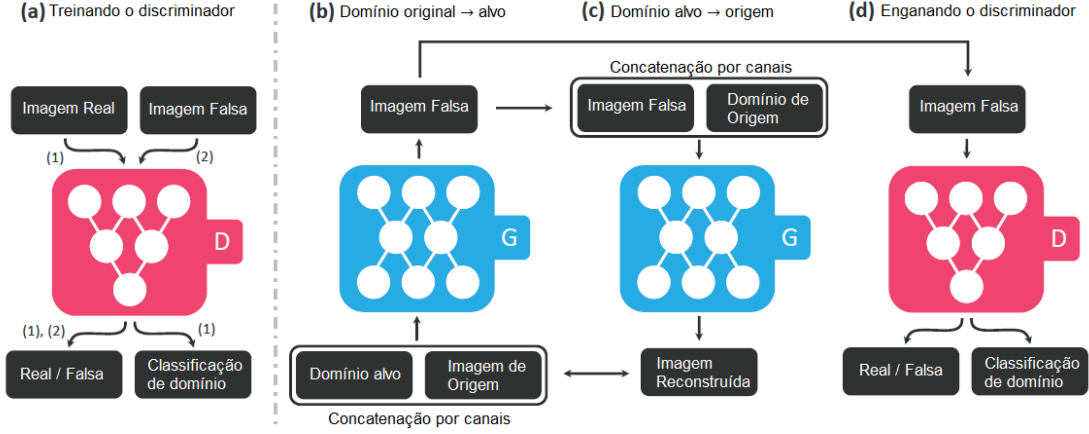 (a) Treinando o discriminador
Imagem Real
Imagem Falsa
(1)
(2)
D
(1), (2)
(1)
Real / Falsa
Classificação
de domínio
(b) Domínio original → alvo
Imagem Falsa
G
Domínio alvo
Imagem de
Origem
Concatenação por canais
(c) Domínio alvo → origem
Concatenação por canais
Imagem Falsa
Domínio de
Origem
G
Imagem
Reconstruída
(d) Enganando o discriminador
Imagem Falsa
D
Real / Falsa
Classificação
de domínio